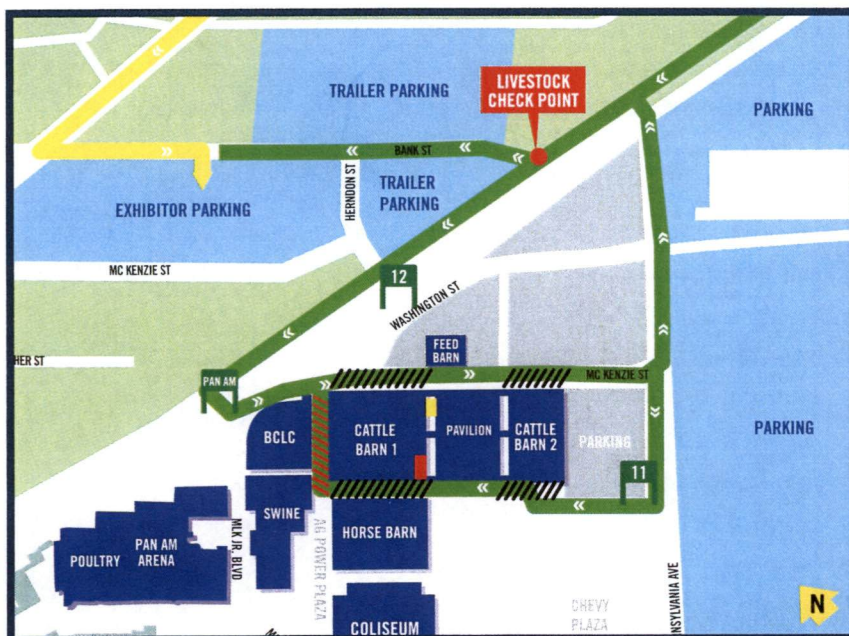 TRAILER PARKING
LIVESTOCK
CHECK POINT
PARKING
BANK ST
HERNDON ST
TRAILER
PARKING
EXHIBITOR PARKING
MC KENZIE ST
12
WASHINGTON ST
HER ST
FEED
BARN
PAN AM
MC KENZIE ST
BCLC
CATTLE
BARN 1
PAVILION
CATTLE
BARN 2
PARKING
PARKING
11
SWINE
HORSE BARN
POULTRY
PAN AM
ARENA
MLK JR. BLVD
AG POWER PLAZA
COLISEUM
CHEVY
PLAZA
NSYLVANIA AVE
N